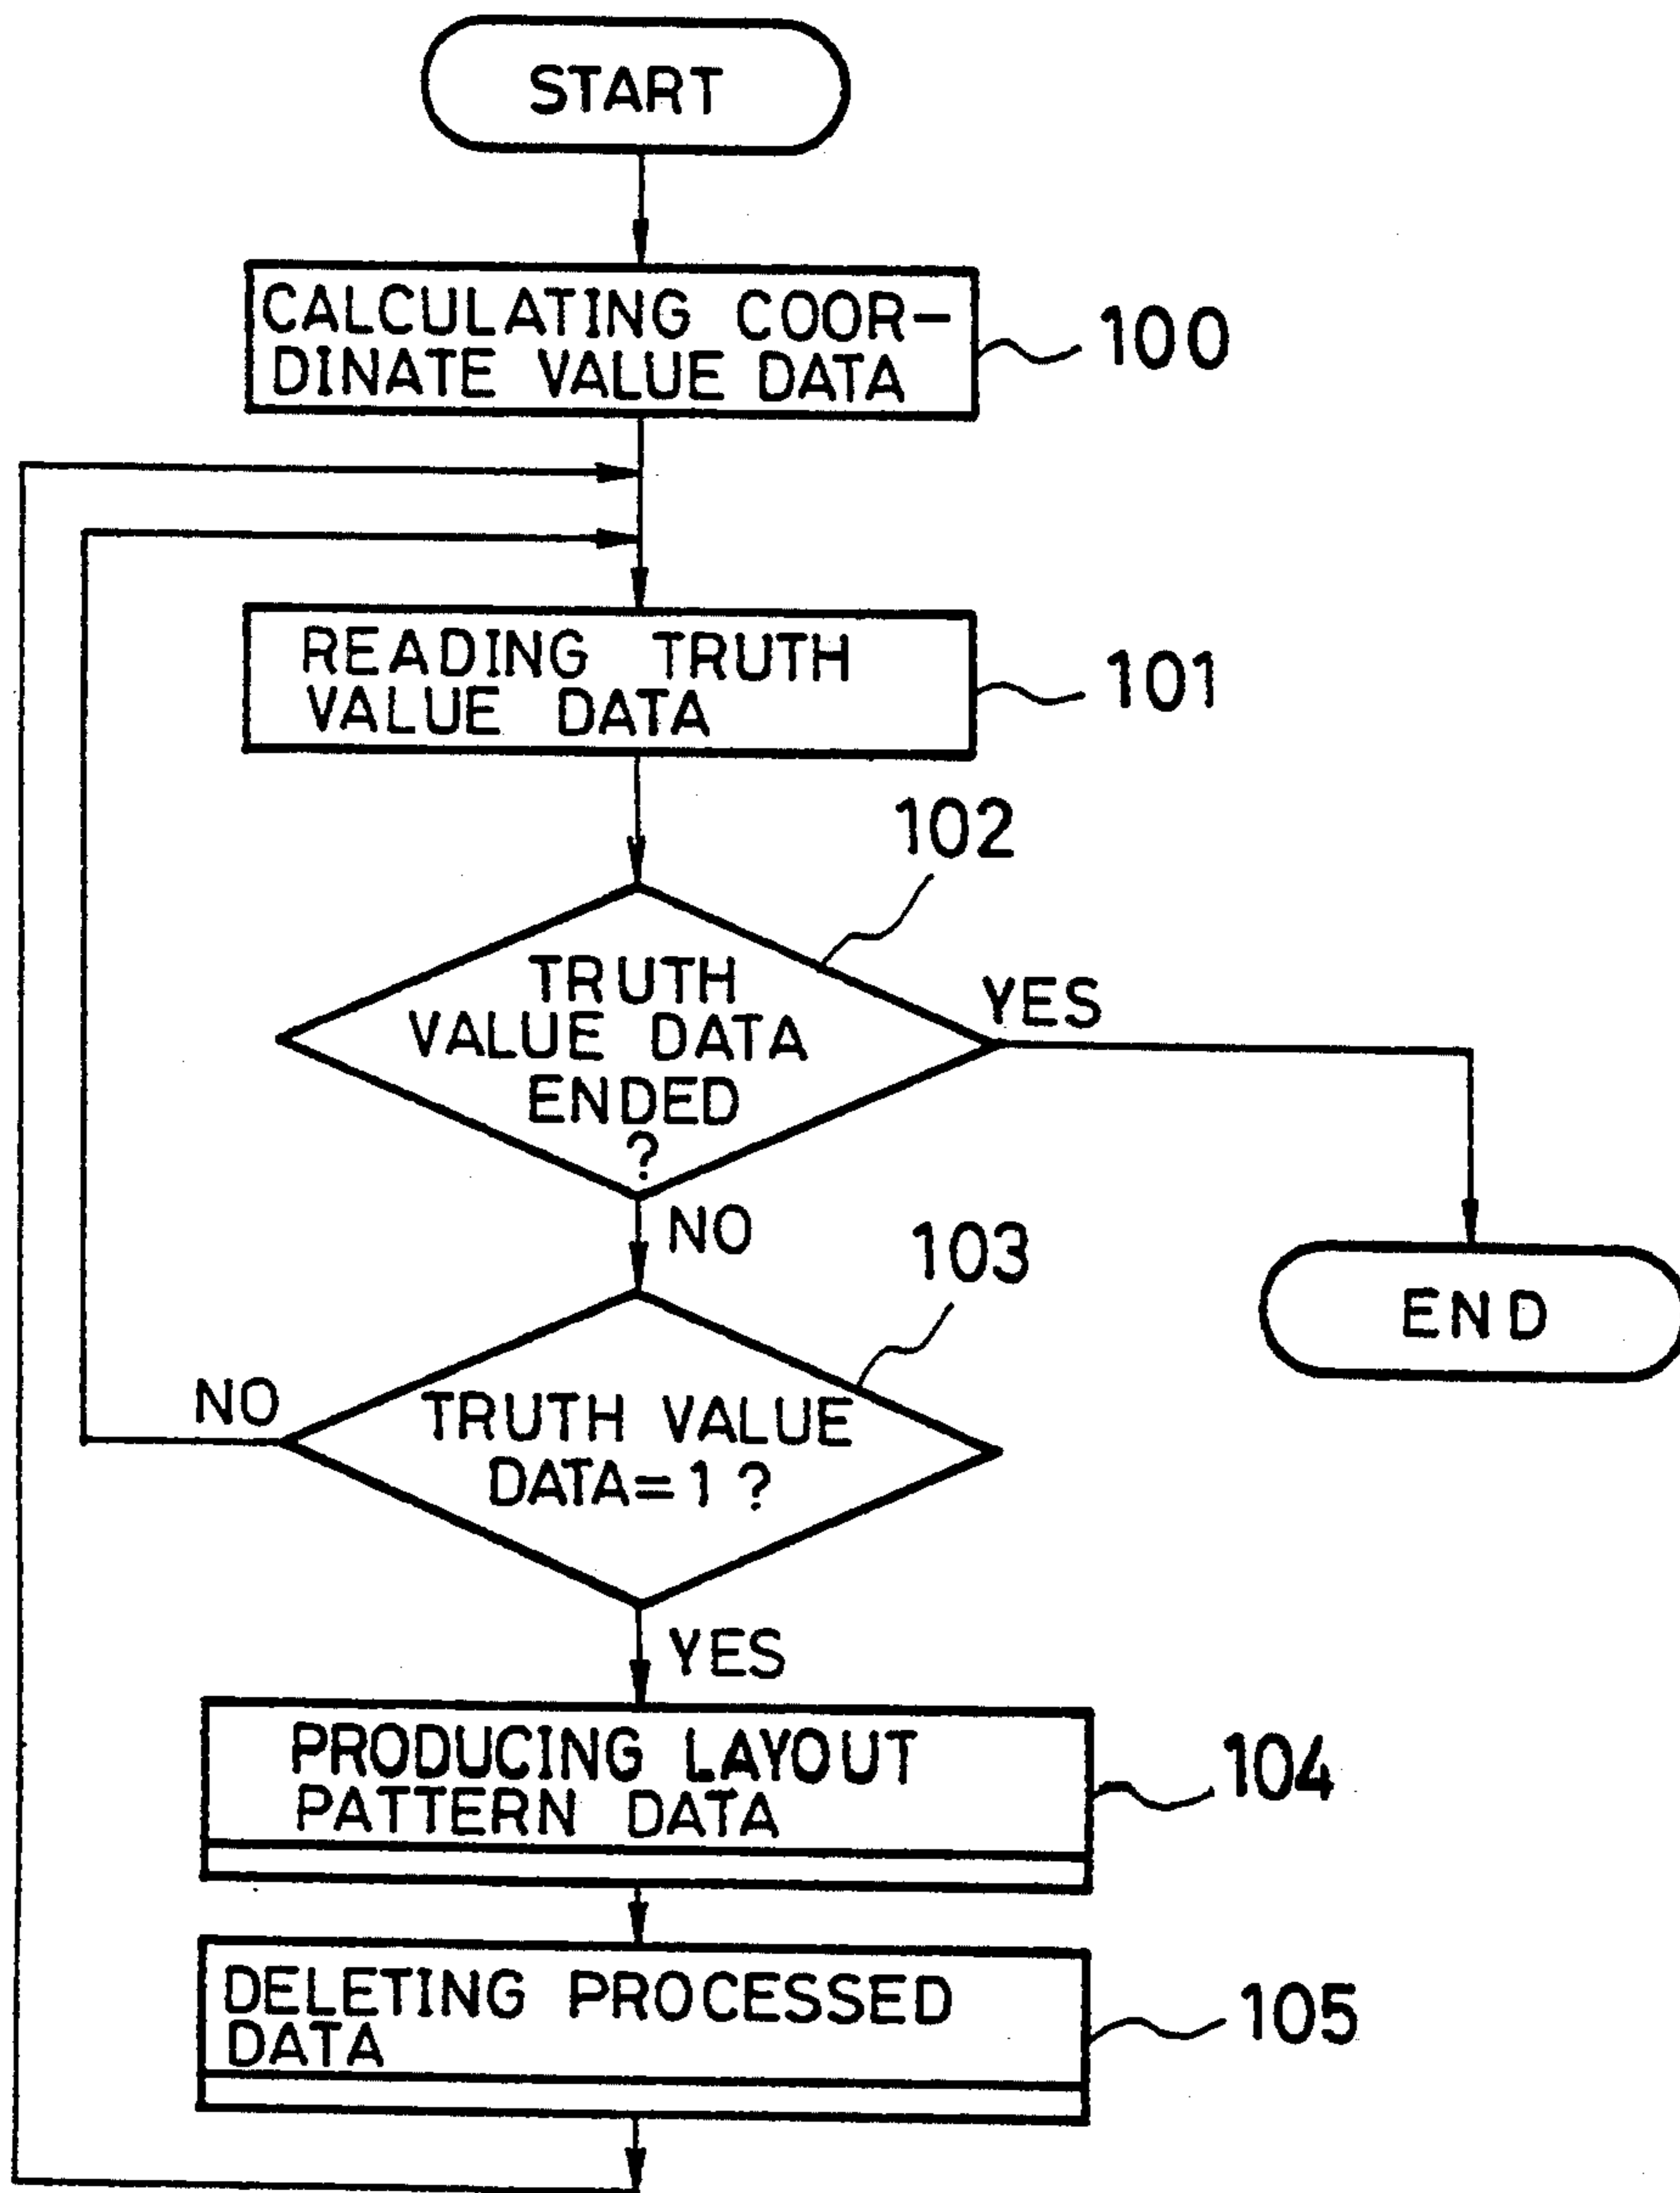 START
CALCULATING COOR-
DINATE VALUE DATA
100
READING TRUTH
VALUE DATA
101
102
TRUTH
VALUE DATA
ENDED
?
YES
NO
END
103
TRUTH VALUE
DATA=1?
NO
YES
PRODUCING LAYOUT
PATTERN DATA
104
DELETING PROCESSED
DATA
105